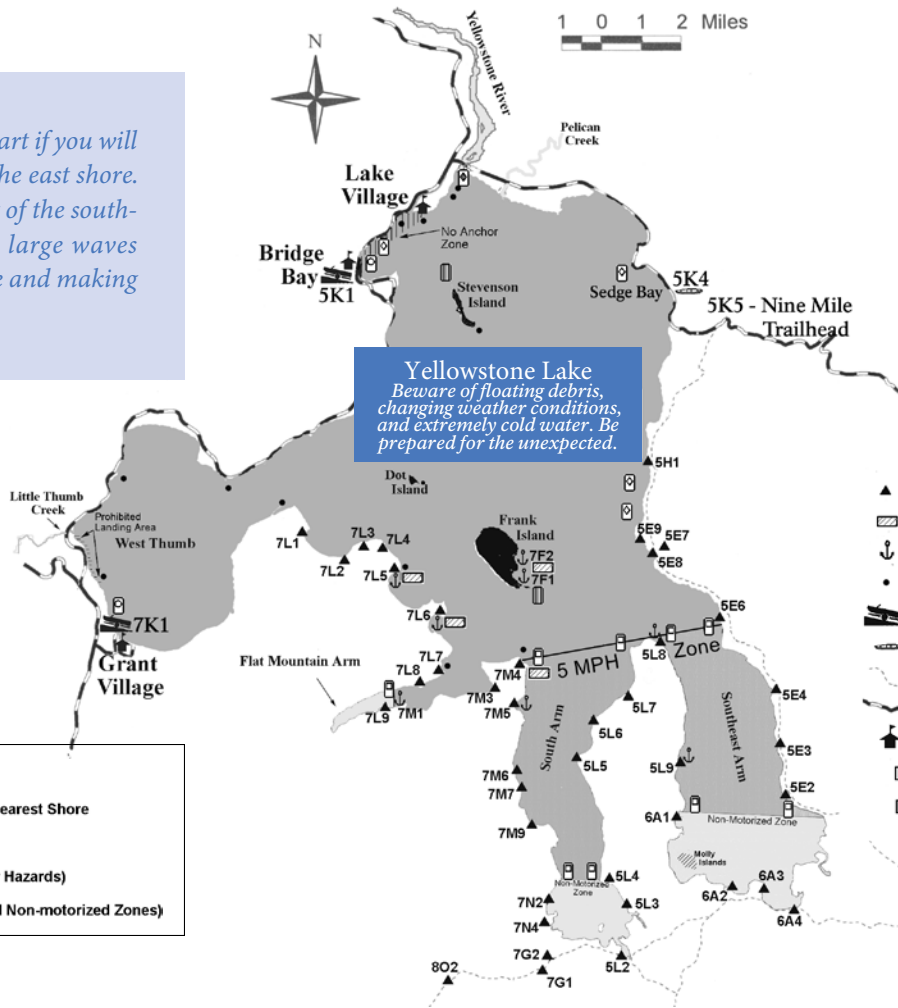 1 0 1 2 Miles
N
Yellowstone River
Pelican
Creek
art if you will
he east shore.
of the south-
large waves
e and making
Lake
Village
No Anchor
Zone
Bridge
Bay
5K1
Stevenson
Island
Sedge Bay
5K4
5K5 - Nine Mile
Trailhead
Yellowstone Lake
Beware of floating debris,
changing weather conditions,
and extremely cold water. Be
prepared for the unexpected.
5H1
Dot
Island
Little Thumb
Creek
Prohibited
Landing Area
West Thumb
Frank
Island
7F2
7F1
7L1
7L2
7L3
7L4
7L5
5E9
5E7
5E8
7L6
5E6
7K1
Grant
Village
Flat Mountain Arm
7L7
7L8
7L9
7M1
7M3
7M4
7M5
5 MPH
Zone
5L8
5L7
5L6
5L5
South Arm
Southeast Arm
5E4
5E3
5E2
5L9
7M6
7M7
7M9
6A1
Non-Motorized Zone
Molly
Islands
6A2
6A3
6A4
Non-Motorized
Zone
5L4
5L3
7N2
7N4
7G2
7G1
5L2
8O2
earest Shore
Hazards)
d Non-motorized Zones)